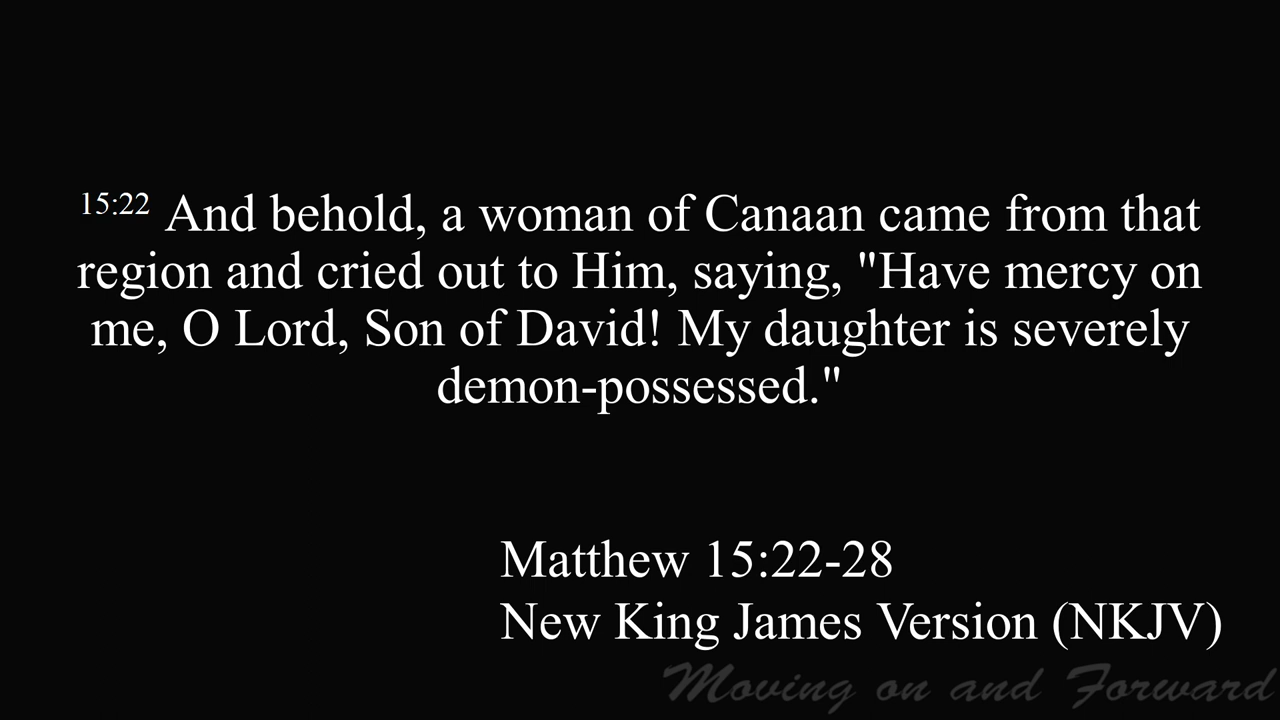 15:22 And behold, a woman of Canaan came from that
region and cried out to Him, saying, "Have mercy on
me, O Lord, Son of David! My daughter is severely
demon-possessed."
Matthew 15:22-28
New King James Version (NKJV)
Moving on and Forward